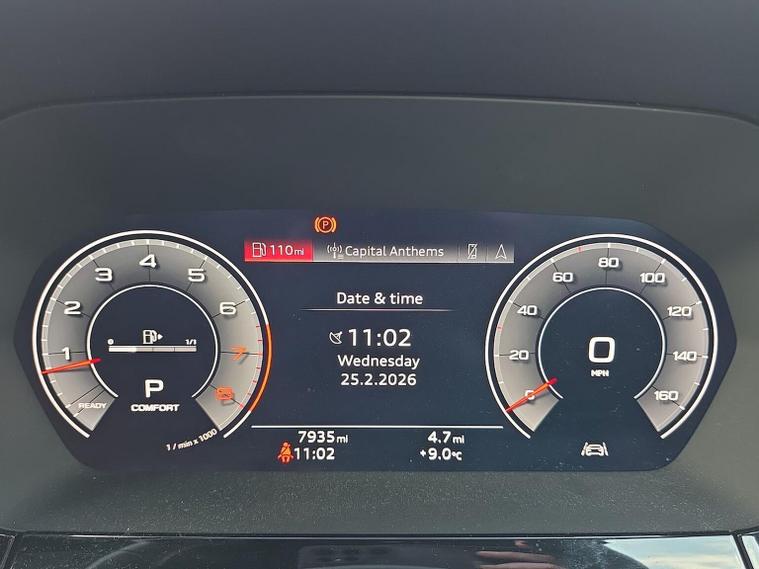 P
110mi
Capital Anthems
Date & time
11:02
Wednesday
25.2.2026
7935mi
4.7mi
11:02
+9.0°C
1
2
3
4
5
6
7
8
READY
1 / min x 1000
0
1/1
P
COMFORT
0
20
40
60
80
100
120
140
160
0
MPH